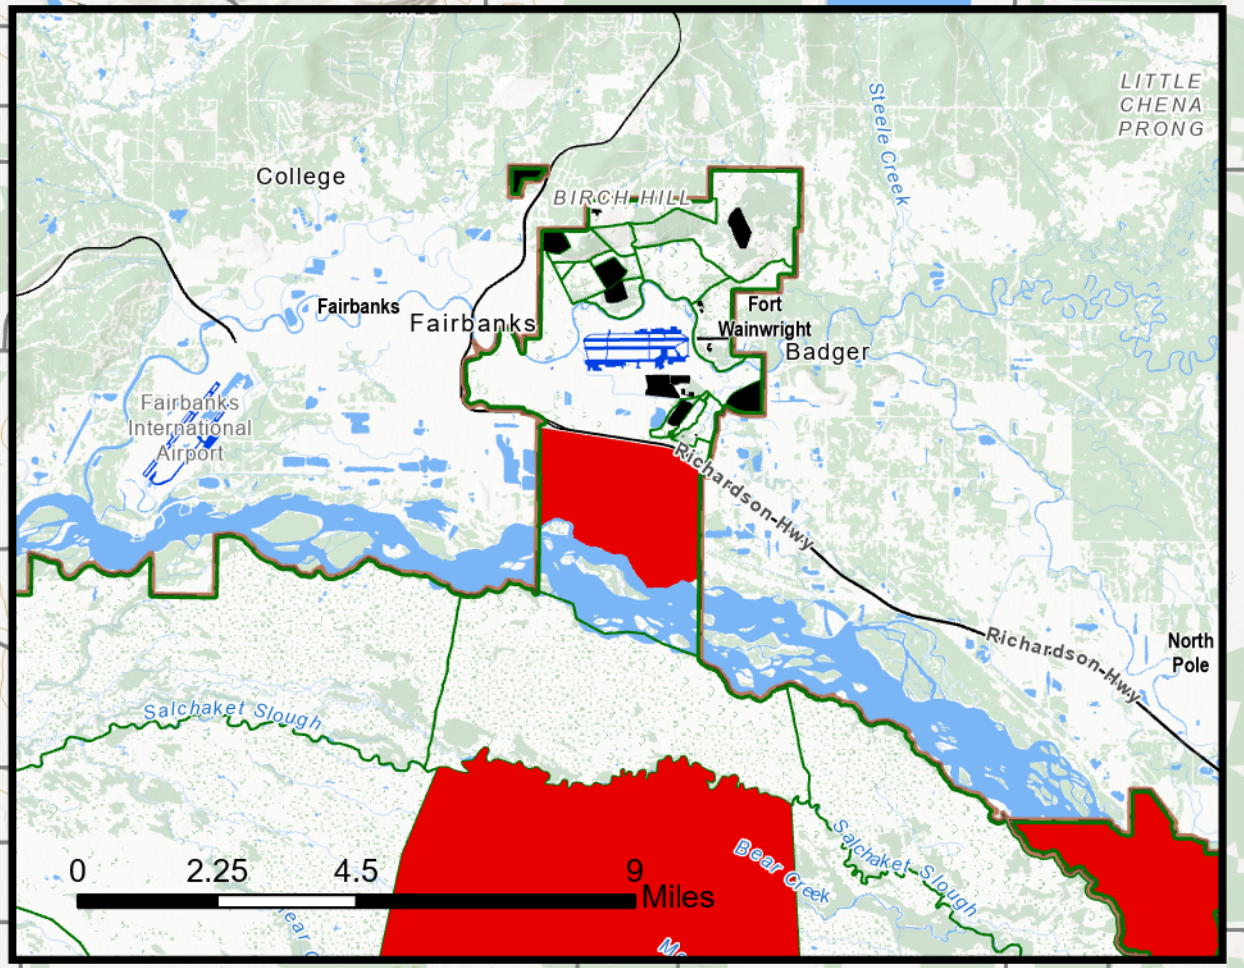 LITTLE
CHENA
PRONG
Steele Creek
College
BIRCH HILL
Fairbanks
Fairbanks
Fort
Wainwright
Badger
Fairbanks
International
Airport
Richardson-Hwy
Richardson-Hwy
North
Pole
Salchaket Slough
Salchaket Slough
Bear Creek
0 2.25 4.5 9
Miles